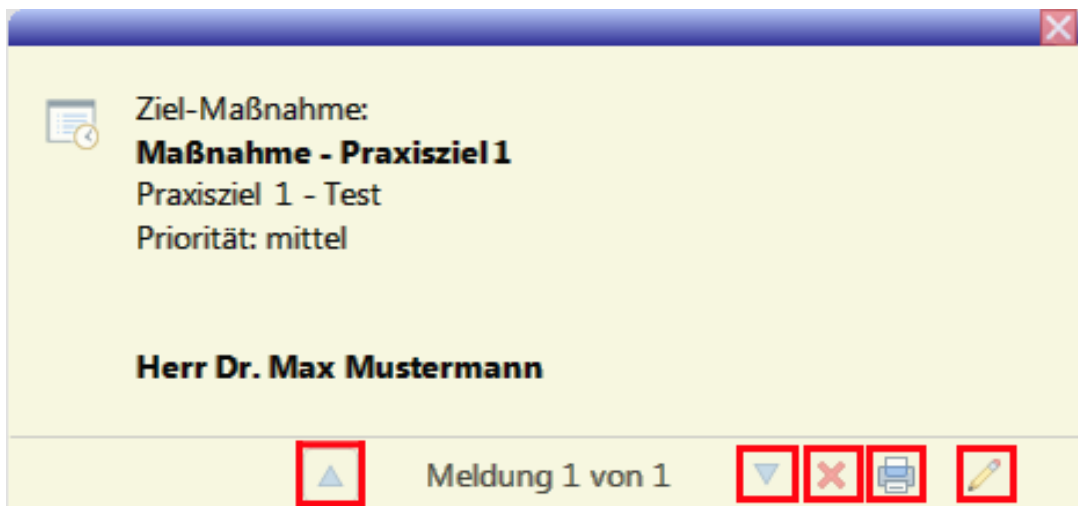 Ziel-Maßnahme:
Maßnahme - Praxisziel 1
Praxisziel 1 - Test
Priorität: mittel
Herr Dr. Max Mustermann
Meldung 1 von 1